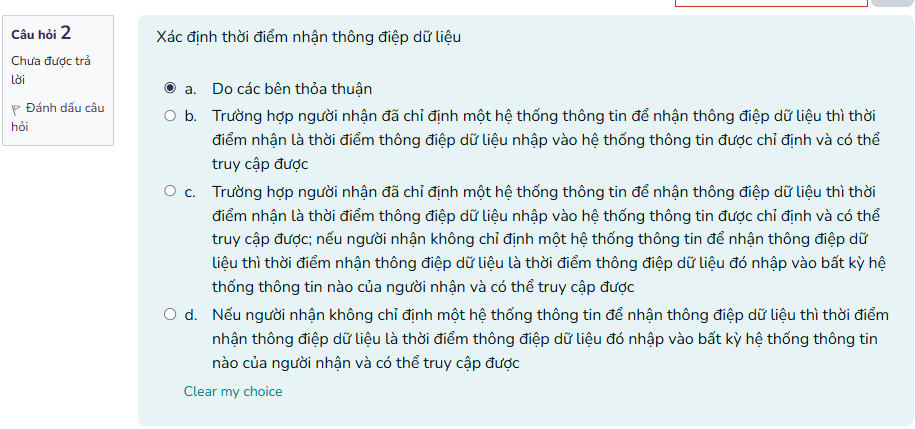 Câu hỏi 2
Xác định thời điểm nhận thông điệp dữ liệu
Chưa được trả
lời
Đánh dấu câu
hỏi
a. Do các bên thỏa thuận
b. Trường hợp người nhận đã chỉ định một hệ thống thông tin để nhận thông điệp dữ liệu thì thời
điểm nhận là thời điểm thông điệp dữ liệu nhập vào hệ thống thông tin được chỉ định và có thể
truy cập được
c. Trường hợp người nhận đã chỉ định một hệ thống thông tin để nhận thông điệp dữ liệu thì thời
điểm nhận là thời điểm thông điệp dữ liệu nhập vào hệ thống thông tin được chỉ định và có thể
truy cập được; nếu người nhận không chỉ định một hệ thống thông tin để nhận thông điệp dữ
liệu thì thời điểm nhận thông điệp dữ liệu là thời điểm thông điệp dữ liệu đó nhập vào bất kỳ hệ
thống thông tin nào của người nhận và có thể truy cập được
d. Nếu người nhận không chỉ định một hệ thống thông tin để nhận thông điệp dữ liệu thì thời điểm
nhận thông điệp dữ liệu là thời điểm thông điệp dữ liệu đó nhập vào bất kỳ hệ thống thông tin
nào của người nhận và có thể truy cập được
Clear my choice